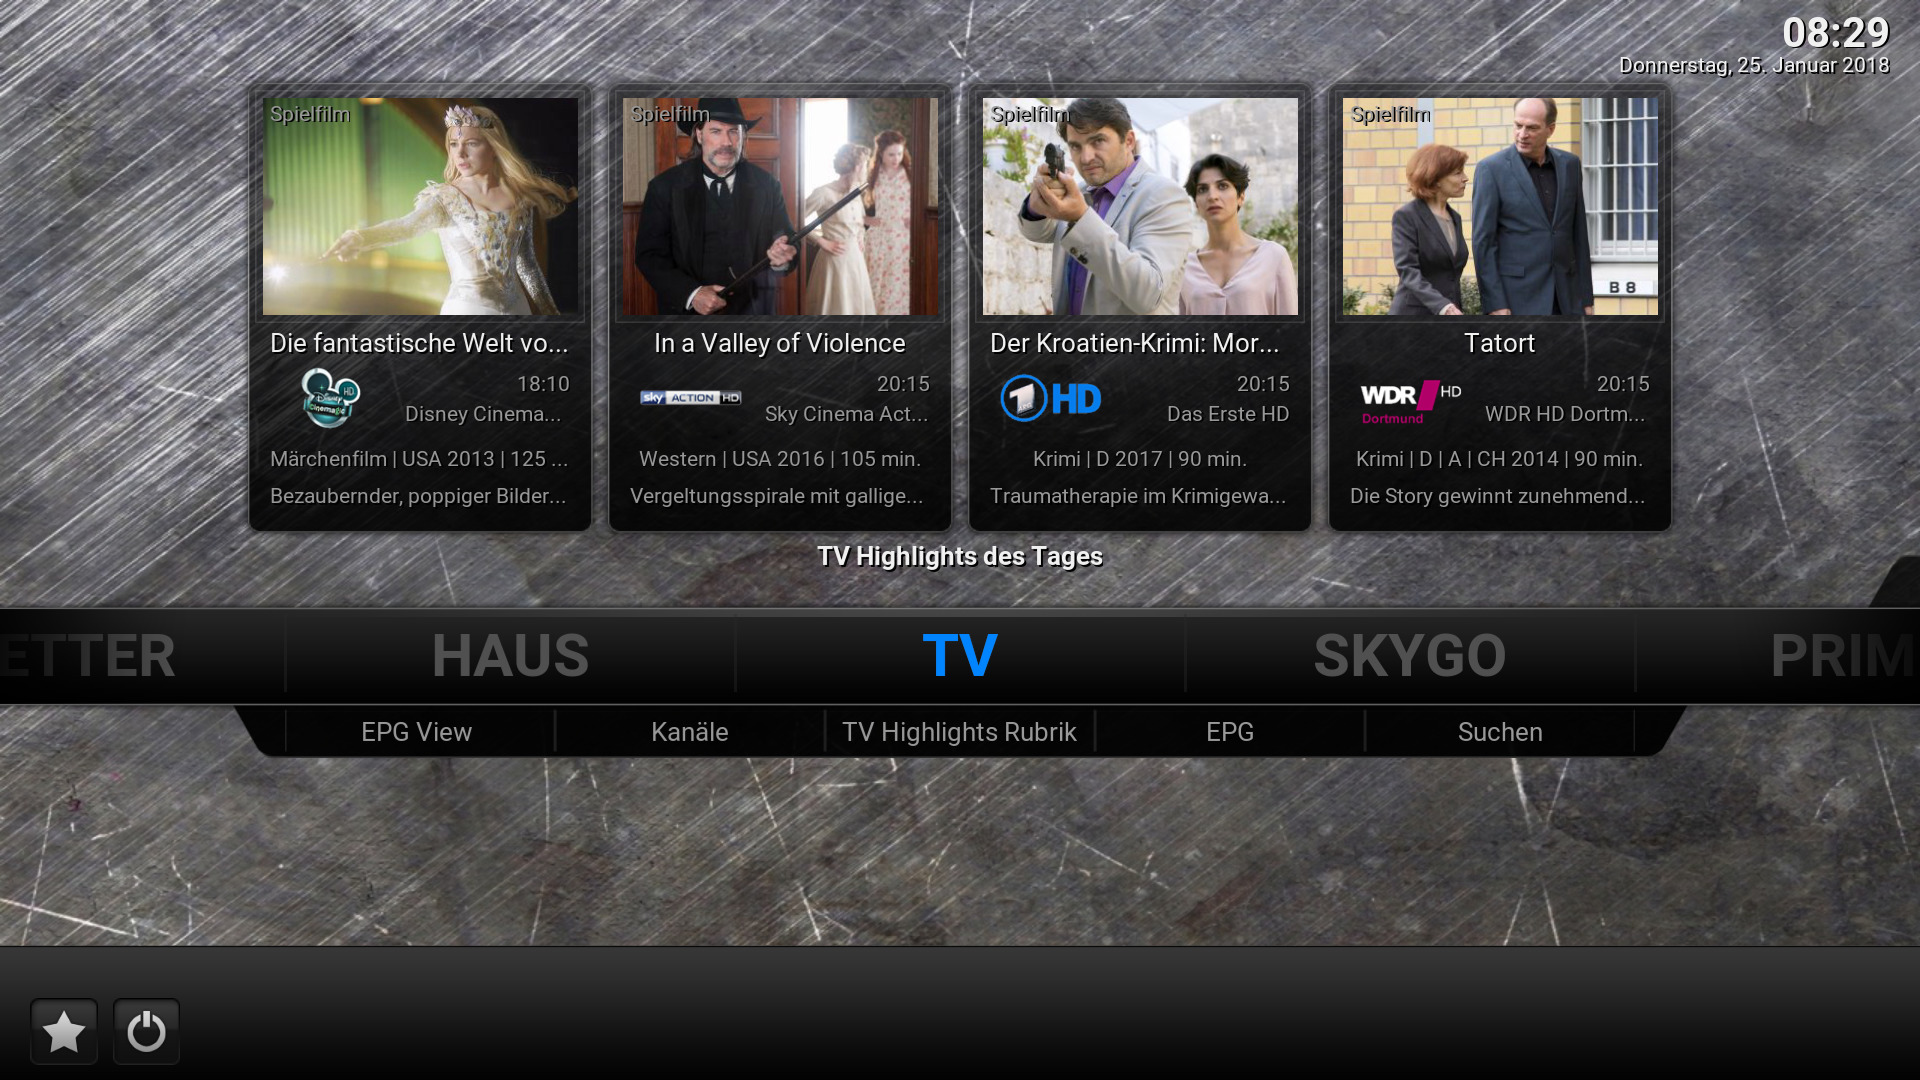 08:29
Donnerstag, 25. Januar 2018
Spielfilm
Die fantastische Welt vo...
Disney
Cinemagic
HD
18:10
Disney Cinema...
Märchenfilm | USA 2013 | 125 ...
Bezaubernder, poppiger Bilder...
Spielfilm
In a Valley of Violence
sky ACTION HD
20:15
Sky Cinema Act...
Western | USA 2016 | 105 min.
Vergeltungsspirale mit gallige...
Spielfilm
Der Kroatien-Krimi: Mor...
1 HD
20:15
Das Erste HD
Krimi | D 2017 | 90 min.
Traumatherapie im Krimigewa...
Spielfilm
B 8
Tatort
WDR HD
Dortmund
20:15
WDR HD Dortm...
Krimi | D | A | CH 2014 | 90 min.
Die Story gewinnt zunehmend...
TV Highlights des Tages
ETTER HAUS TV SKYGO PRIM
EPG View Kanäle TV Highlights Rubrik EPG Suchen